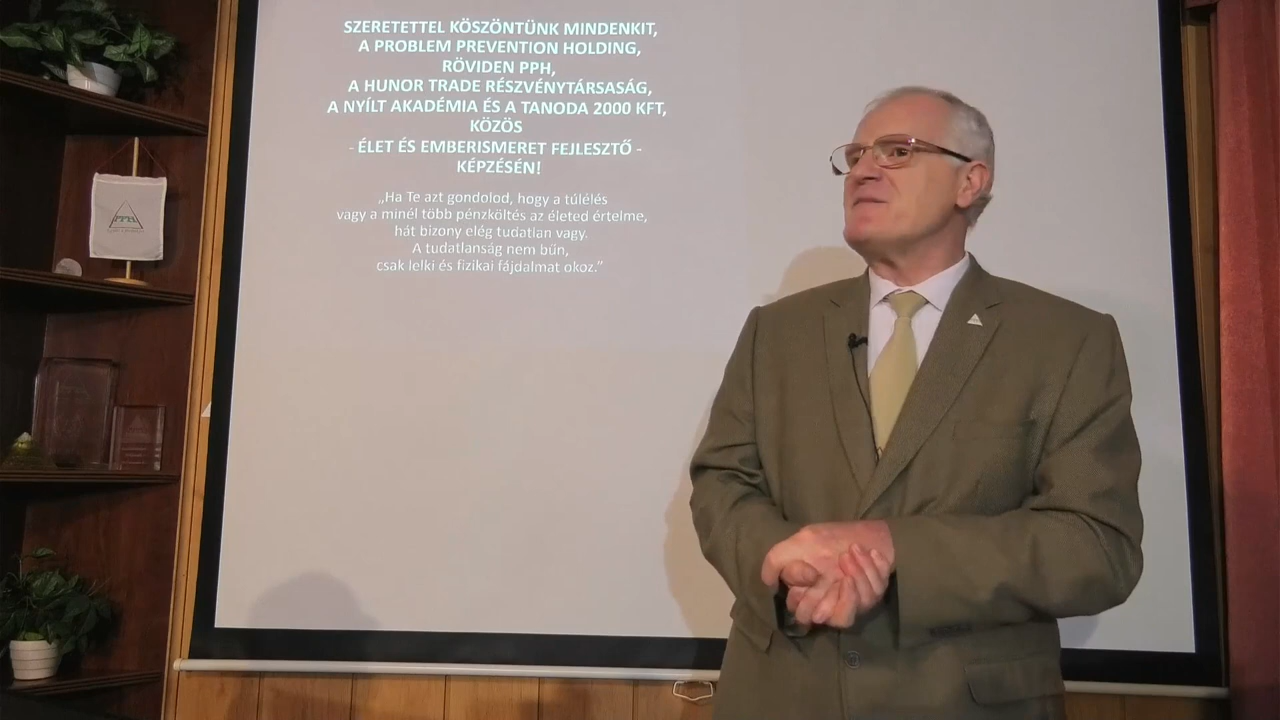 SZERETETTEL KÖSZÖNTÜNK MINDENKIT,
A PROBLEM PREVENTION HOLDING,
RÖVIDEN PPH,
A HUNOR TRADE RÉSZVÉNYTÁRSASÁG,
A NYÍLT AKADÉMIA ÉS A TANODA 2000 KFT,
KÖZÖS
- ÉLET ÉS EMBERISMERET FEJLESZTŐ -
KÉPZÉSÉN!
„Ha Te azt gondolod, hogy a túlélés
vagy a minél több pénzköltés az életed értelme,
hát bizony elég tudatlan vagy.
A tudatlanság nem bűn,
csak lelki és fizikai fájdalmat okoz.”
PPH